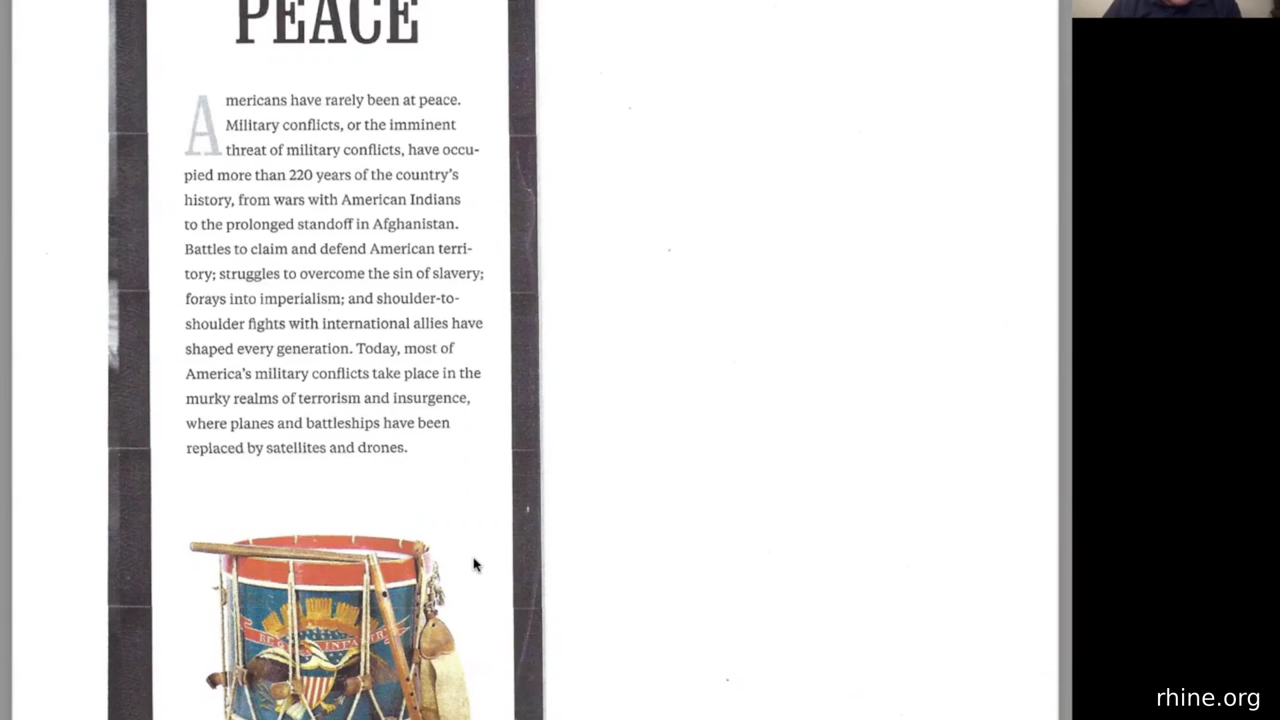 PEACE
Americans have rarely been at peace.
Military conflicts, or the imminent
threat of military conflicts, have occu-
pied more than 220 years of the country's
history, from wars with American Indians
to the prolonged standoff in Afghanistan.
Battles to claim and defend American terri-
tory; struggles to overcome the sin of slavery;
forays into imperialism; and shoulder-to-
shoulder fights with international allies have
shaped every generation. Today, most of
America's military conflicts take place in the
murky realms of terrorism and insurgence,
where planes and battleships have been
replaced by satellites and drones.
rhine.org